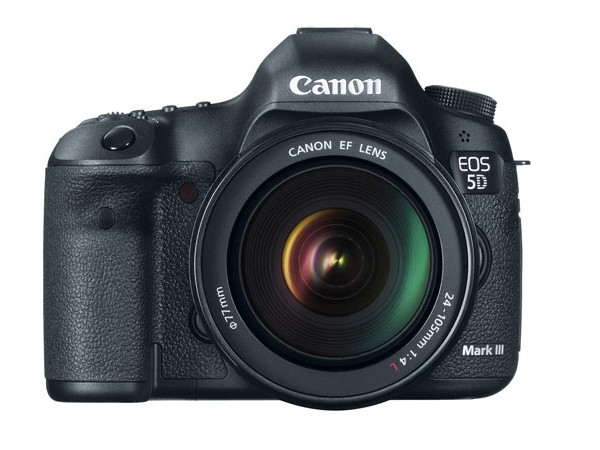 Canon
CANON EF LENS
EOS
5D
Φ77mm
24-105mm 1:4 L
Mark III